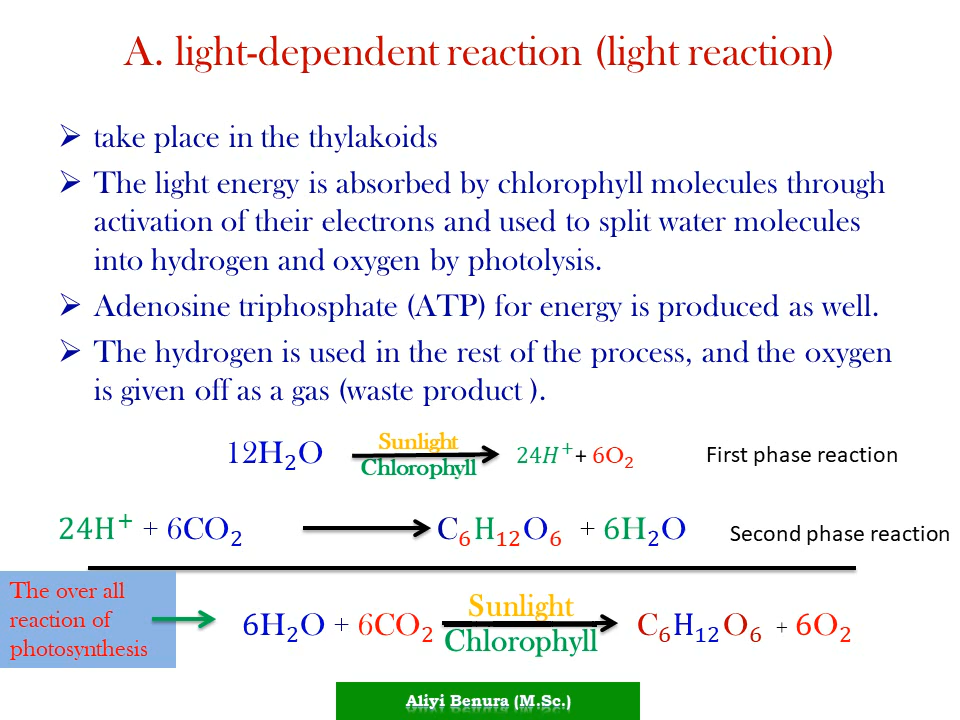 A. light-dependent reaction (light reaction)
➢ take place in the thylakoids
➢ The light energy is absorbed by chlorophyll molecules through
activation of their electrons and used to split water molecules
into hydrogen and oxygen by photolysis.
➢ Adenosine triphosphate (ATP) for energy is produced as well.
➢ The hydrogen is used in the rest of the process, and the oxygen
is given off as a gas (waste product ).
Sunlight
12H₂O ⟶ 24H⁺+ 6O₂ First phase reaction
Chlorophyll
24H⁺ + 6CO₂ ⟶ C₆H₁₂O₆ + 6H₂O Second phase reaction
The over all
reaction of
photosynthesis
Sunlight
⟶ 6H₂O + 6CO₂ ⟶ C₆H₁₂O₆ + 6O₂
Chlorophyll
Aliyi Benura (M.Sc.)